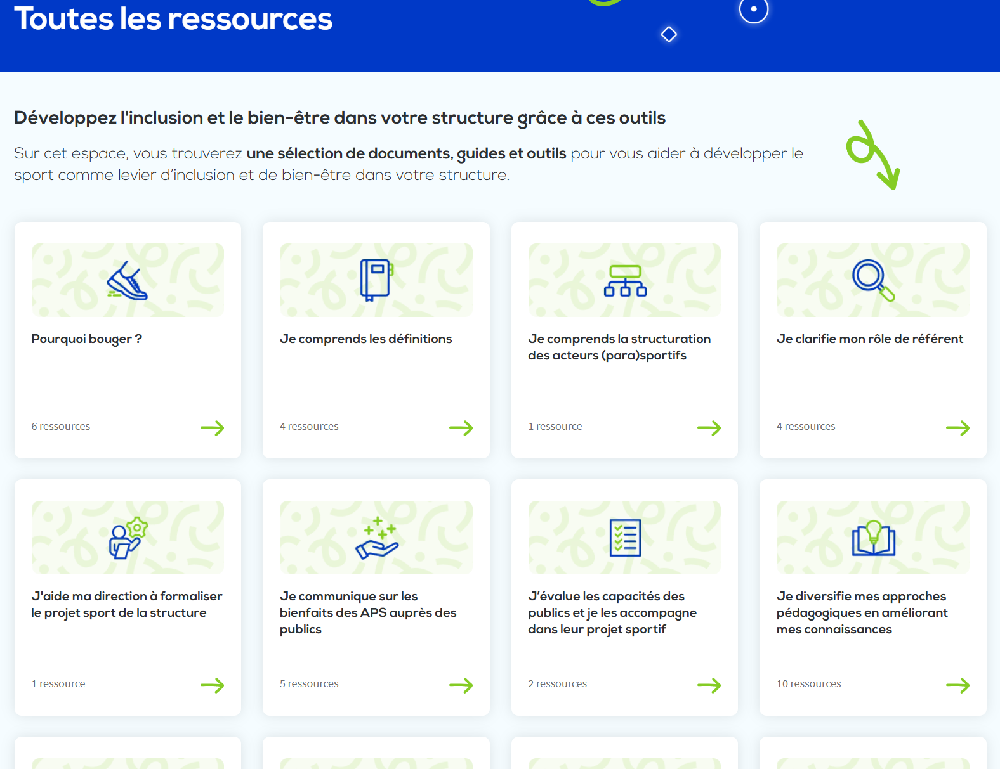 Toutes les ressources
Développez l'inclusion et le bien-être dans votre structure grâce à ces outils
Sur cet espace, vous trouverez une sélection de documents, guides et outils pour vous aider à développer le
sport comme levier d’inclusion et de bien-être dans votre structure.
Pourquoi bouger ?
6 ressources
Je comprends les définitions
4 ressources
Je comprends la structuration
des acteurs (para)sportifs
1 ressource
Je clarifie mon rôle de référent
4 ressources
J'aide ma direction à formaliser
le projet sport de la structure
1 ressource
Je communique sur les
bienfaits des APS auprès des
publics
5 ressources
J’évalue les capacités des
publics et je les accompagne
dans leur projet sportif
2 ressources
Je diversifie mes approches
pédagogiques en améliorant
mes connaissances
10 ressources